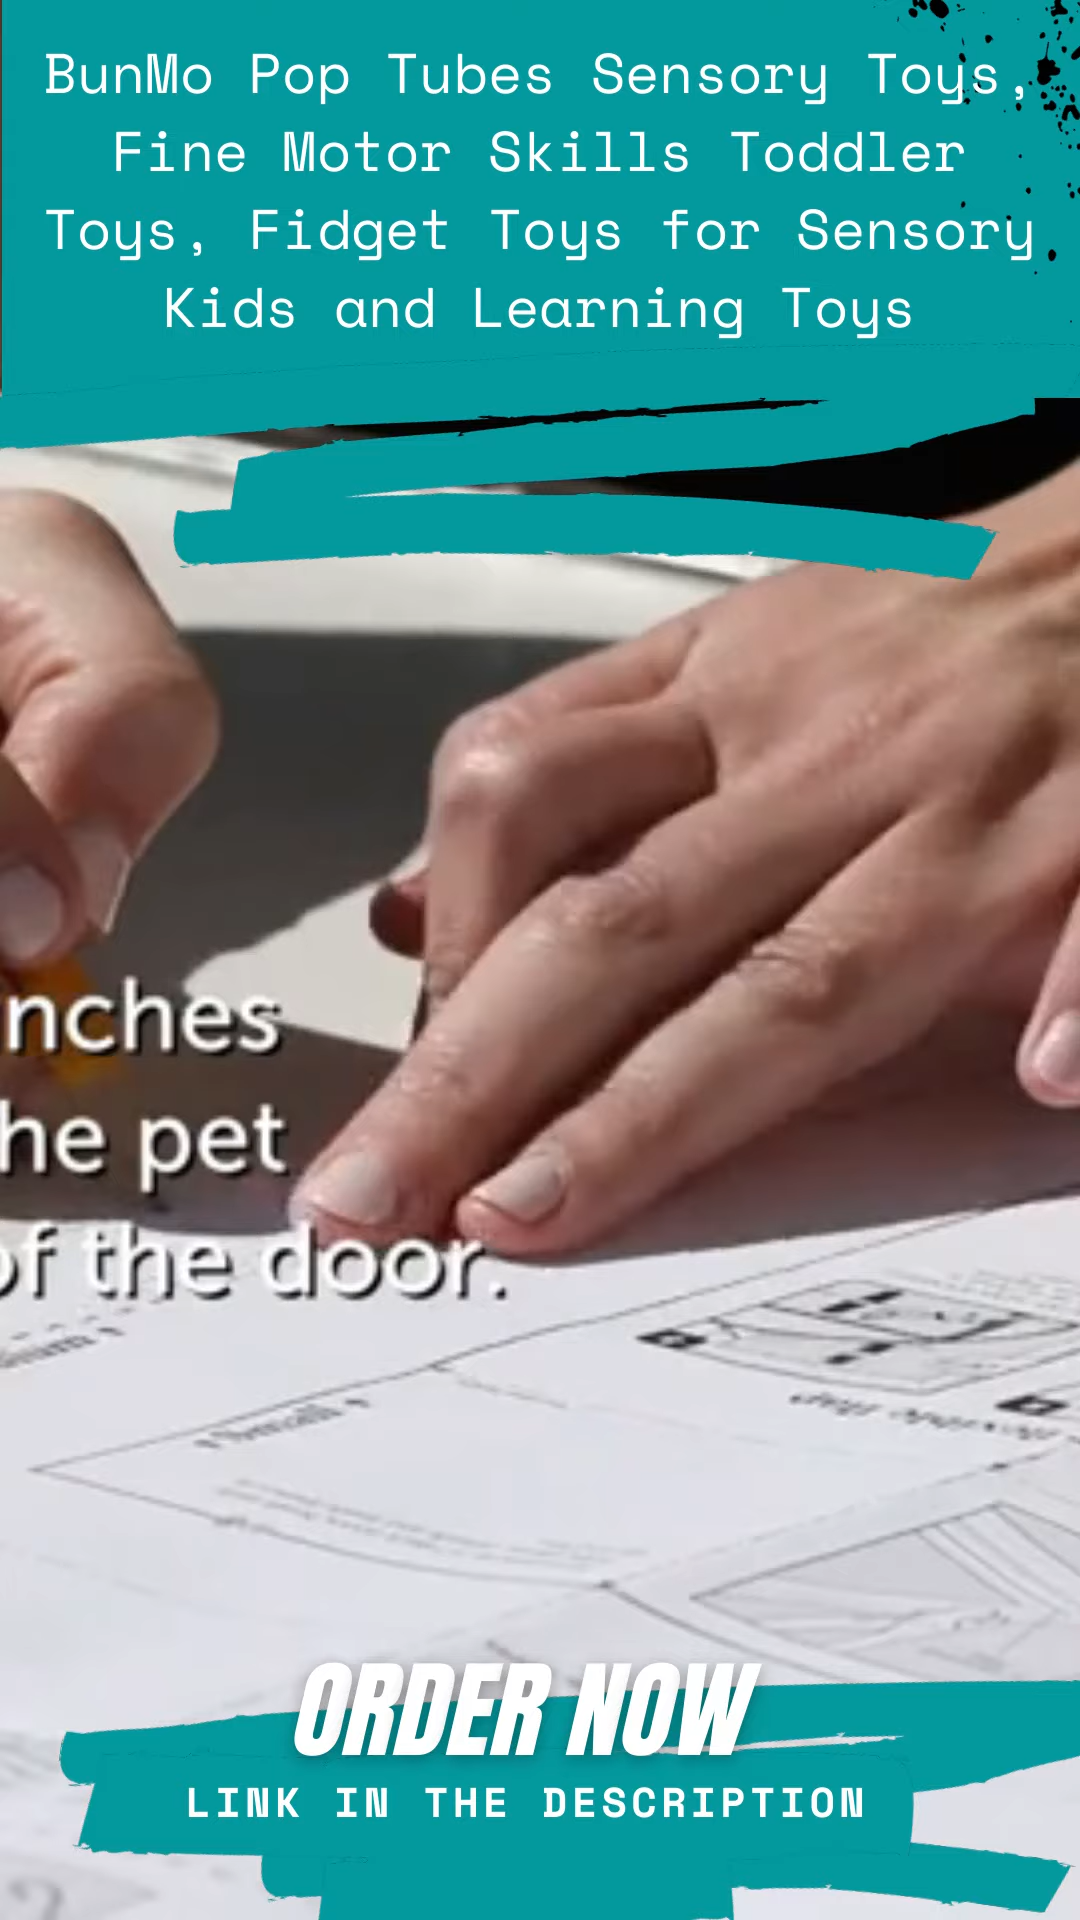 BunMo Pop Tubes Sensory Toys,
Fine Motor Skills Toddler
Toys, Fidget Toys for Sensory
Kids and Learning Toys
nches
he pet
of the door.
ORDER NOW
LINK IN THE DESCRIPTION